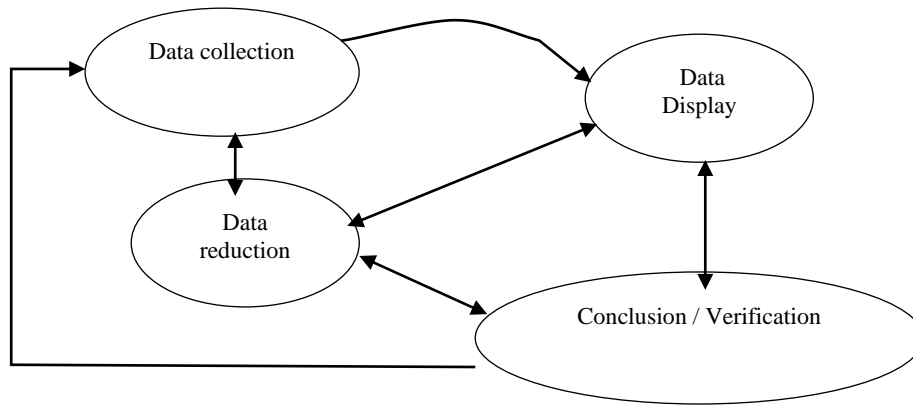 Data collection
Data
Display
Data
reduction
Conclusion / Verification